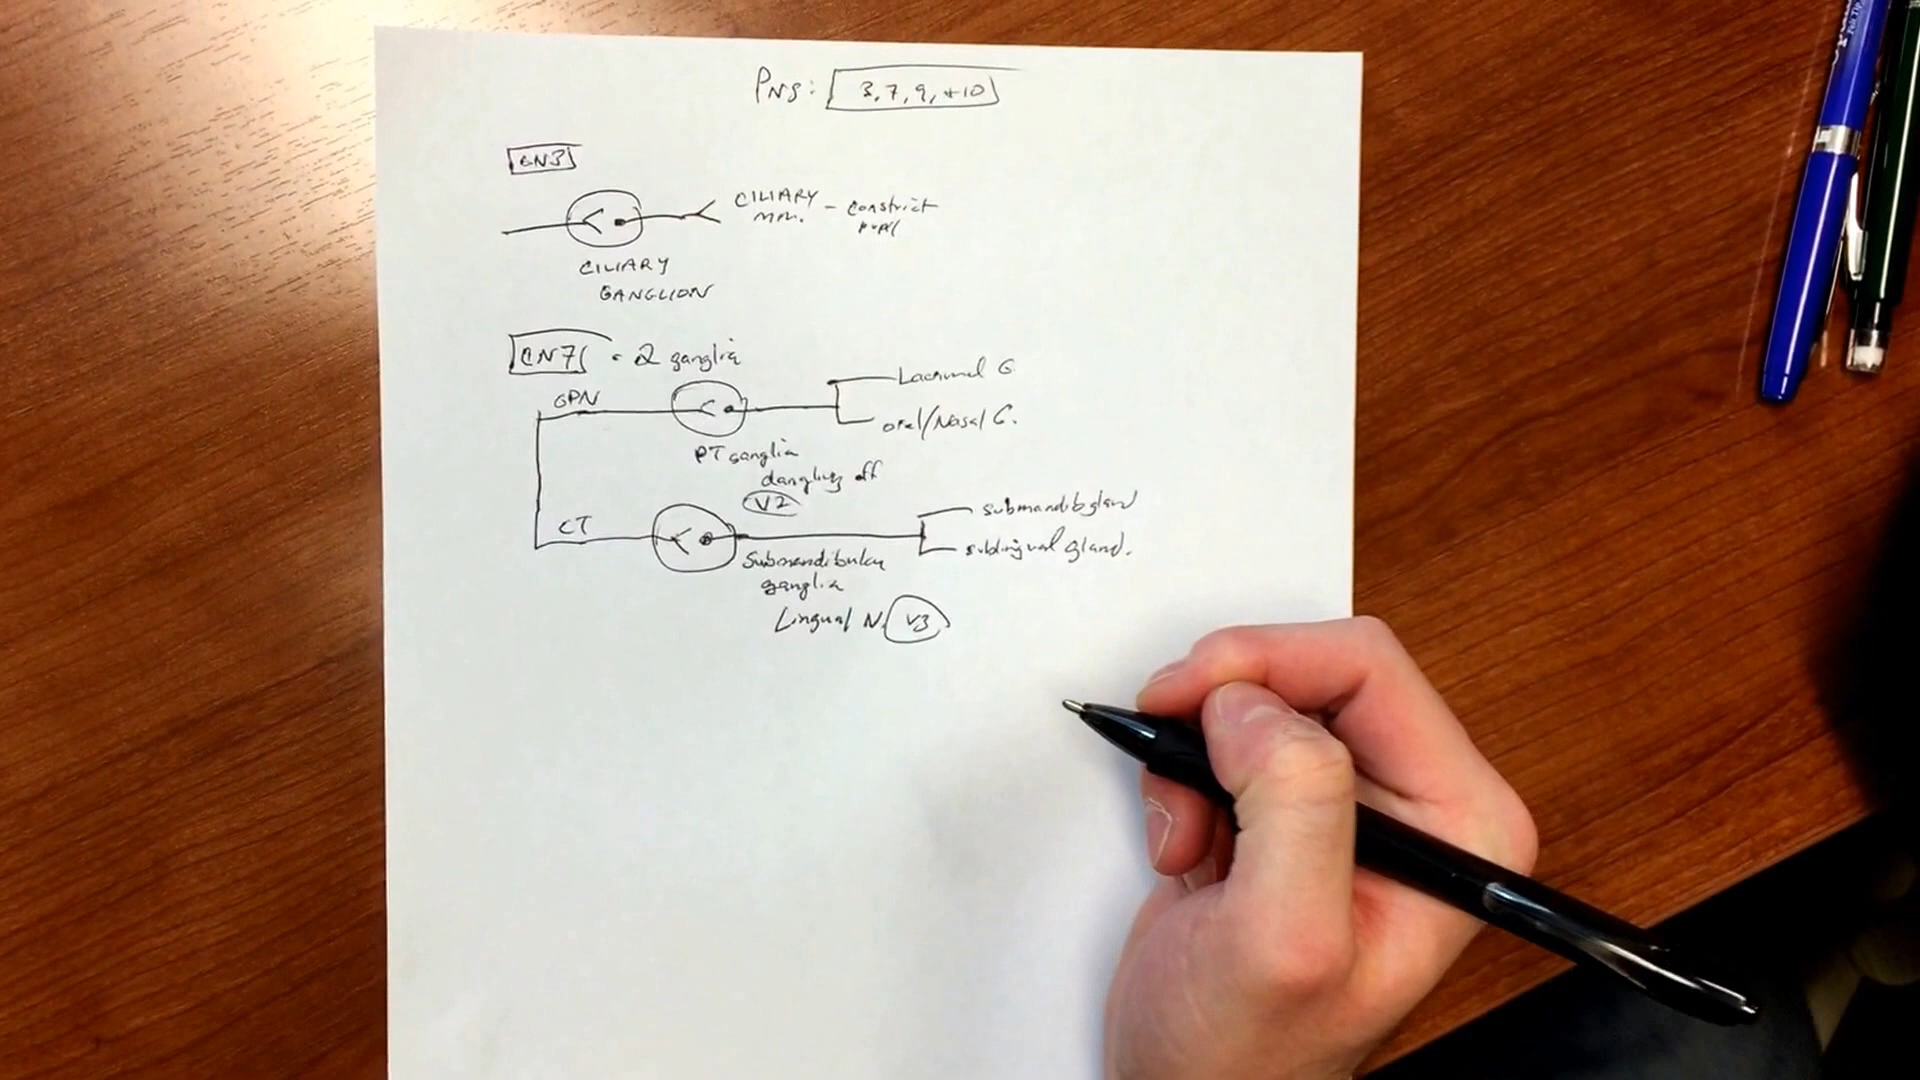 PNS: 3, 7, 9, +10
CN3
CILIARY
mm. - constrict
pupil
CILIARY
GANGLION
CN7 - 2 ganglia
GPN
Lacrimal G.
oral/Nasal G.
PT ganglia
dangling off
V2
CT
submandib gland
sublingual gland.
Submandibular
ganglia
Lingual N. V3